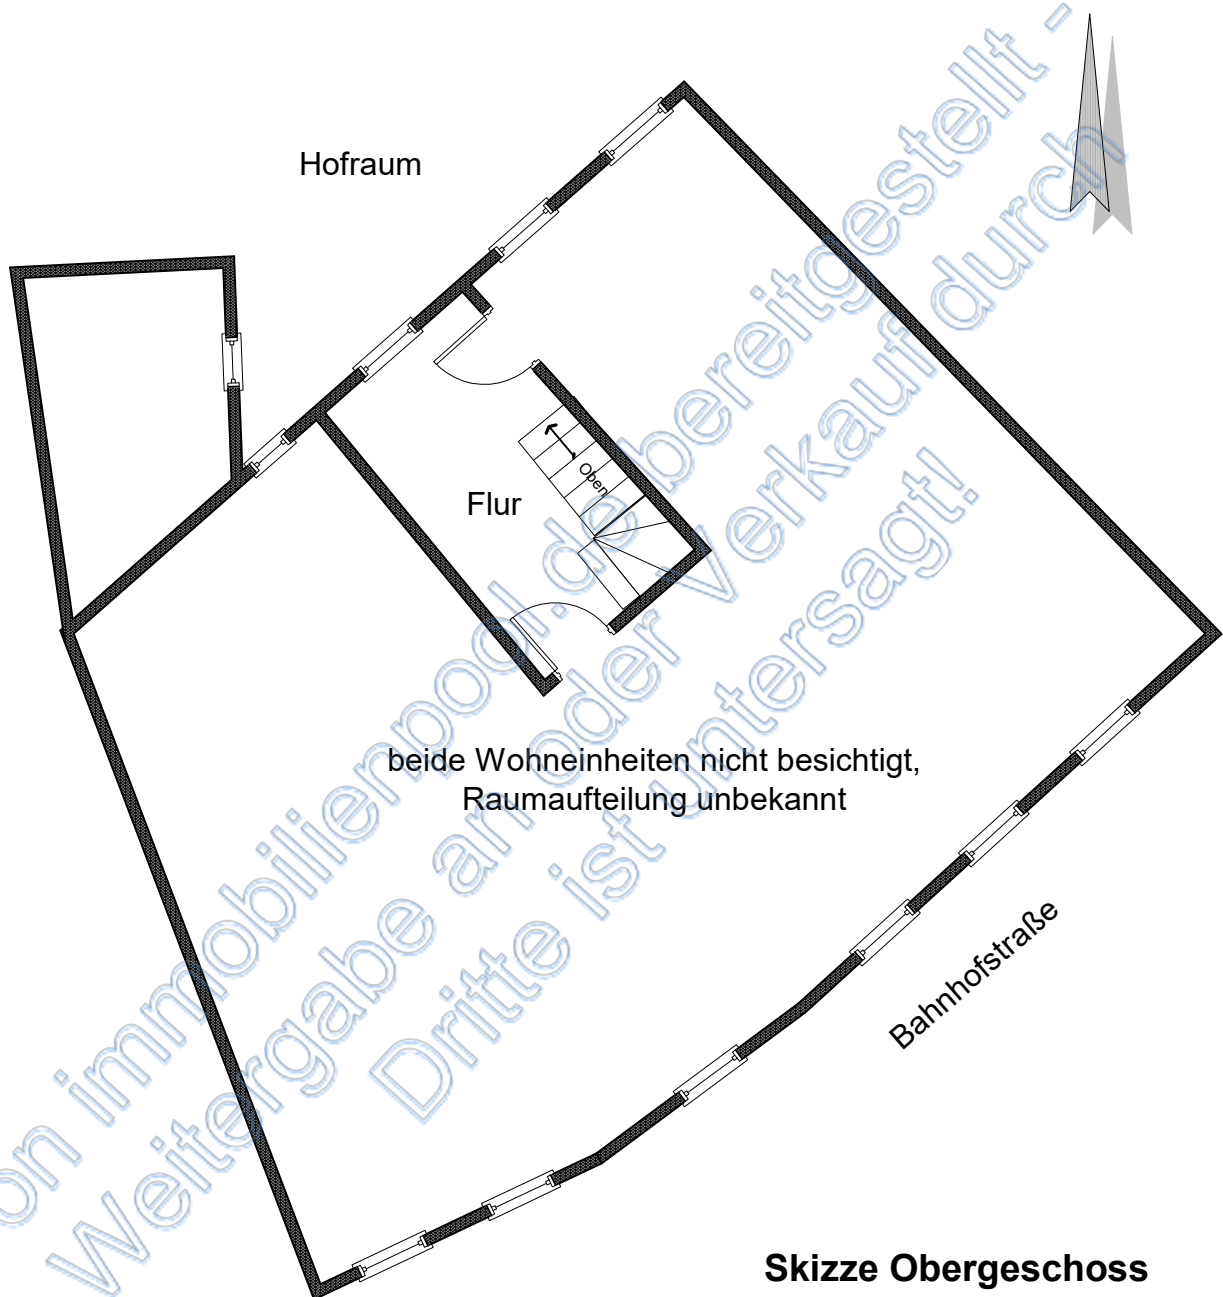 Hofraum
Oben
Flur
beide Wohneinheiten nicht besichtigt,
Raumaufteilung unbekannt
Bahnhofstraße
Skizze Obergeschoss
on immobilienpool.de bereitgestellt -
Weitergabe an oder Verkauf durch
Dritte ist untersagt!